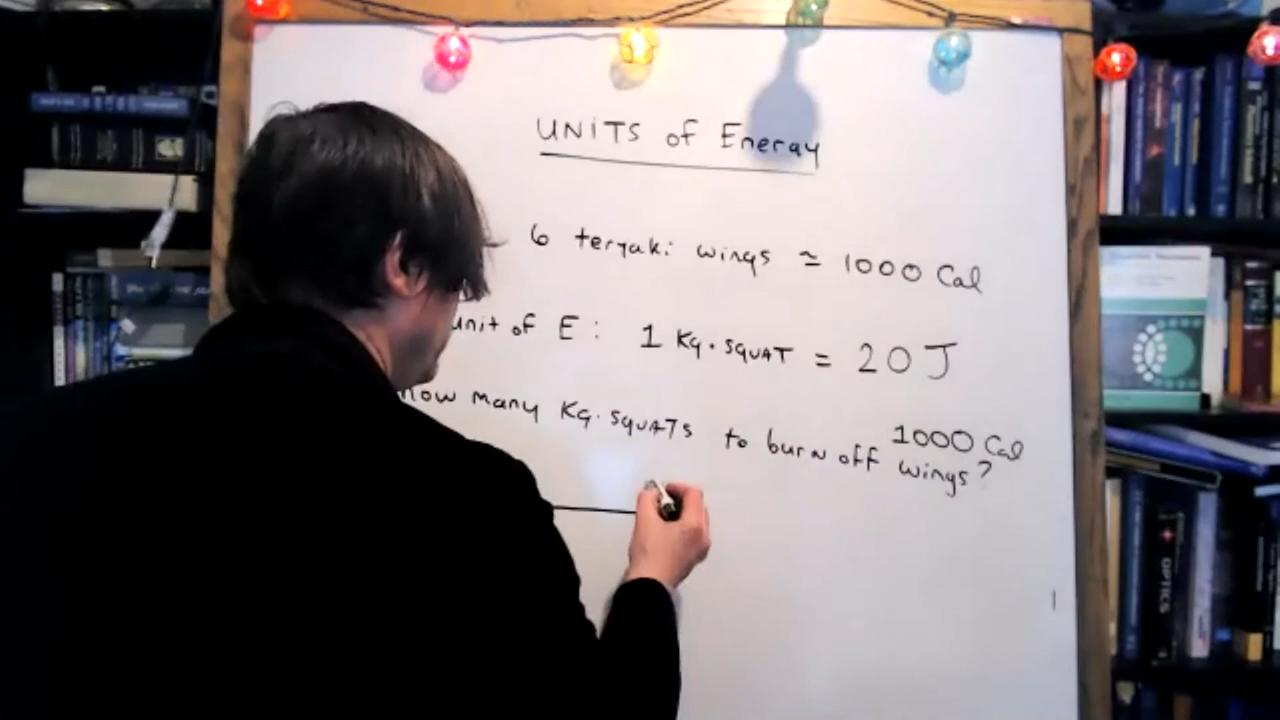 UNITS of Energy
6 teryaki wings ≃ 1000 Cal
unit of E: 1 Kg·SQUAT = 20 J
how many Kg·SQUATS to burn off wings?
1000 Cal
OPTICS